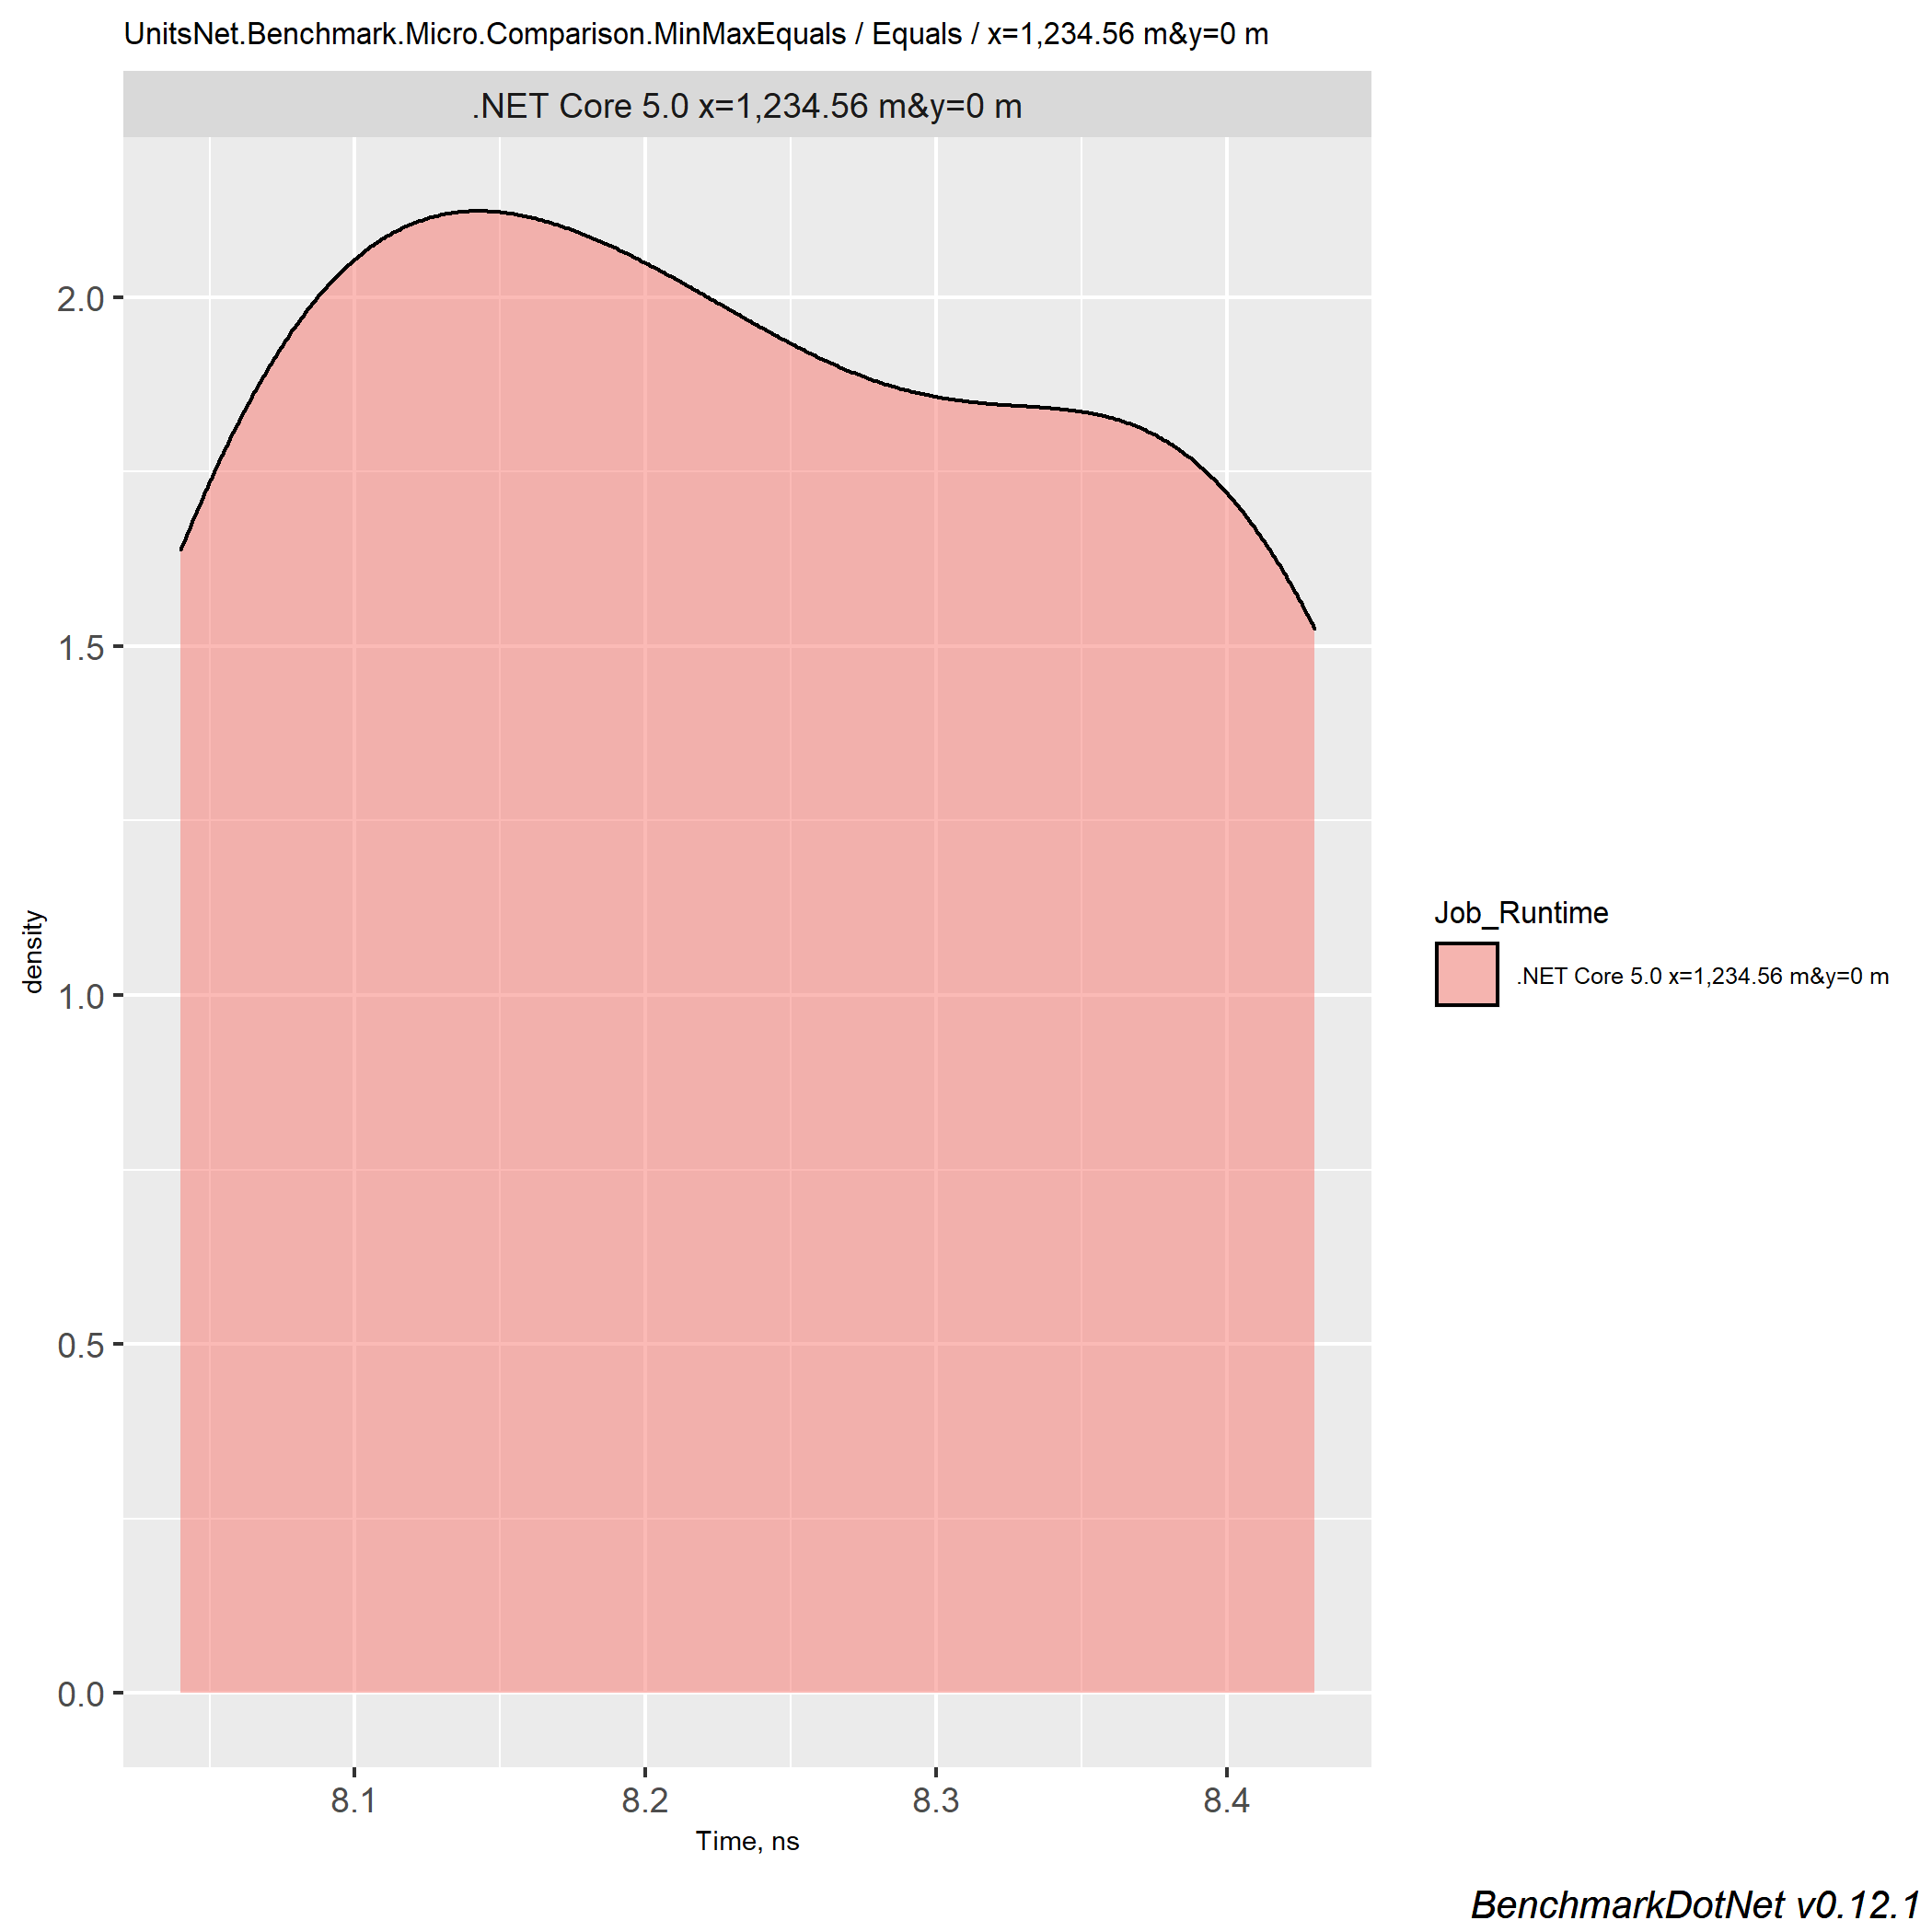 UnitsNet.Benchmark.Micro.Comparison.MinMaxEquals / Equals / x=1,234.56 m&y=0 m
.NET Core 5.0 x=1,234.56 m&y=0 m
2.0
1.5
1.0
0.5
0.0
density
8.1 8.2 8.3 8.4
Time, ns
Job_Runtime
.NET Core 5.0 x=1,234.56 m&y=0 m
BenchmarkDotNet v0.12.1